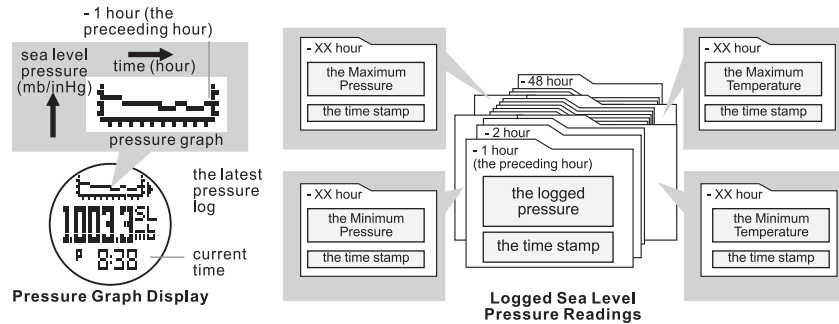 - 1 hour (the
preceeding hour)
sea level
pressure
(mb/inHg)
time (hour)
pressure graph
the latest
pressure
log
1003.3 SL
mb
P 8:38
current
time
Pressure Graph Display
- XX hour
the Maximum
Pressure
the time stamp
- XX hour
the Minimum
Pressure
the time stamp
- 48 hour
- 2 hour
- 1 hour
(the preceding hour)
the logged
pressure
the time stamp
- XX hour
the Maximum
Temperature
the time stamp
- XX hour
the Minimum
Temperature
the time stamp
Logged Sea Level
Pressure Readings